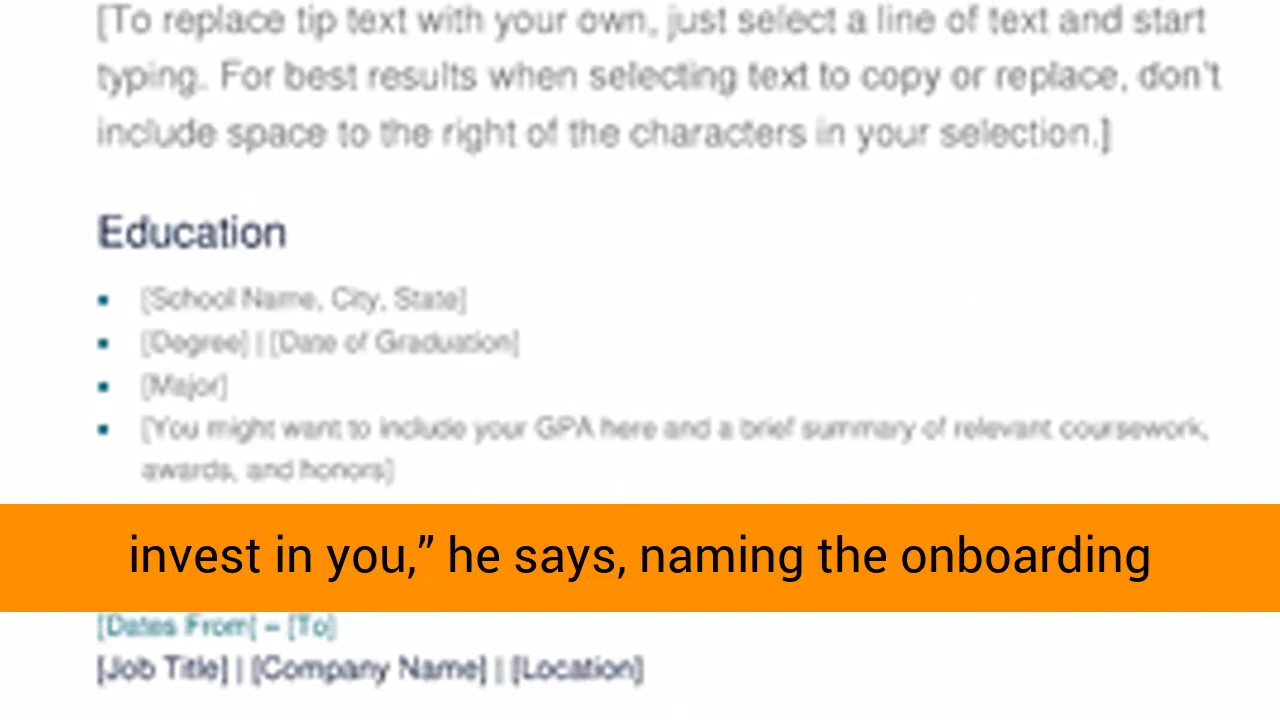 [To replace tip text with your own, just select a line of text and start
typing. For best results when selecting text to copy or replace, don't
include space to the right of the characters in your selection.]
Education
[School Name, City, State]
[Degree] | [Date of Graduation]
[Major]
[You might want to include your GPA here and a brief summary of relevant coursework,
awards, and honors]
invest in you,” he says, naming the onboarding
[Dates From] – [To]
[Job Title] | [Company Name] | [Location]